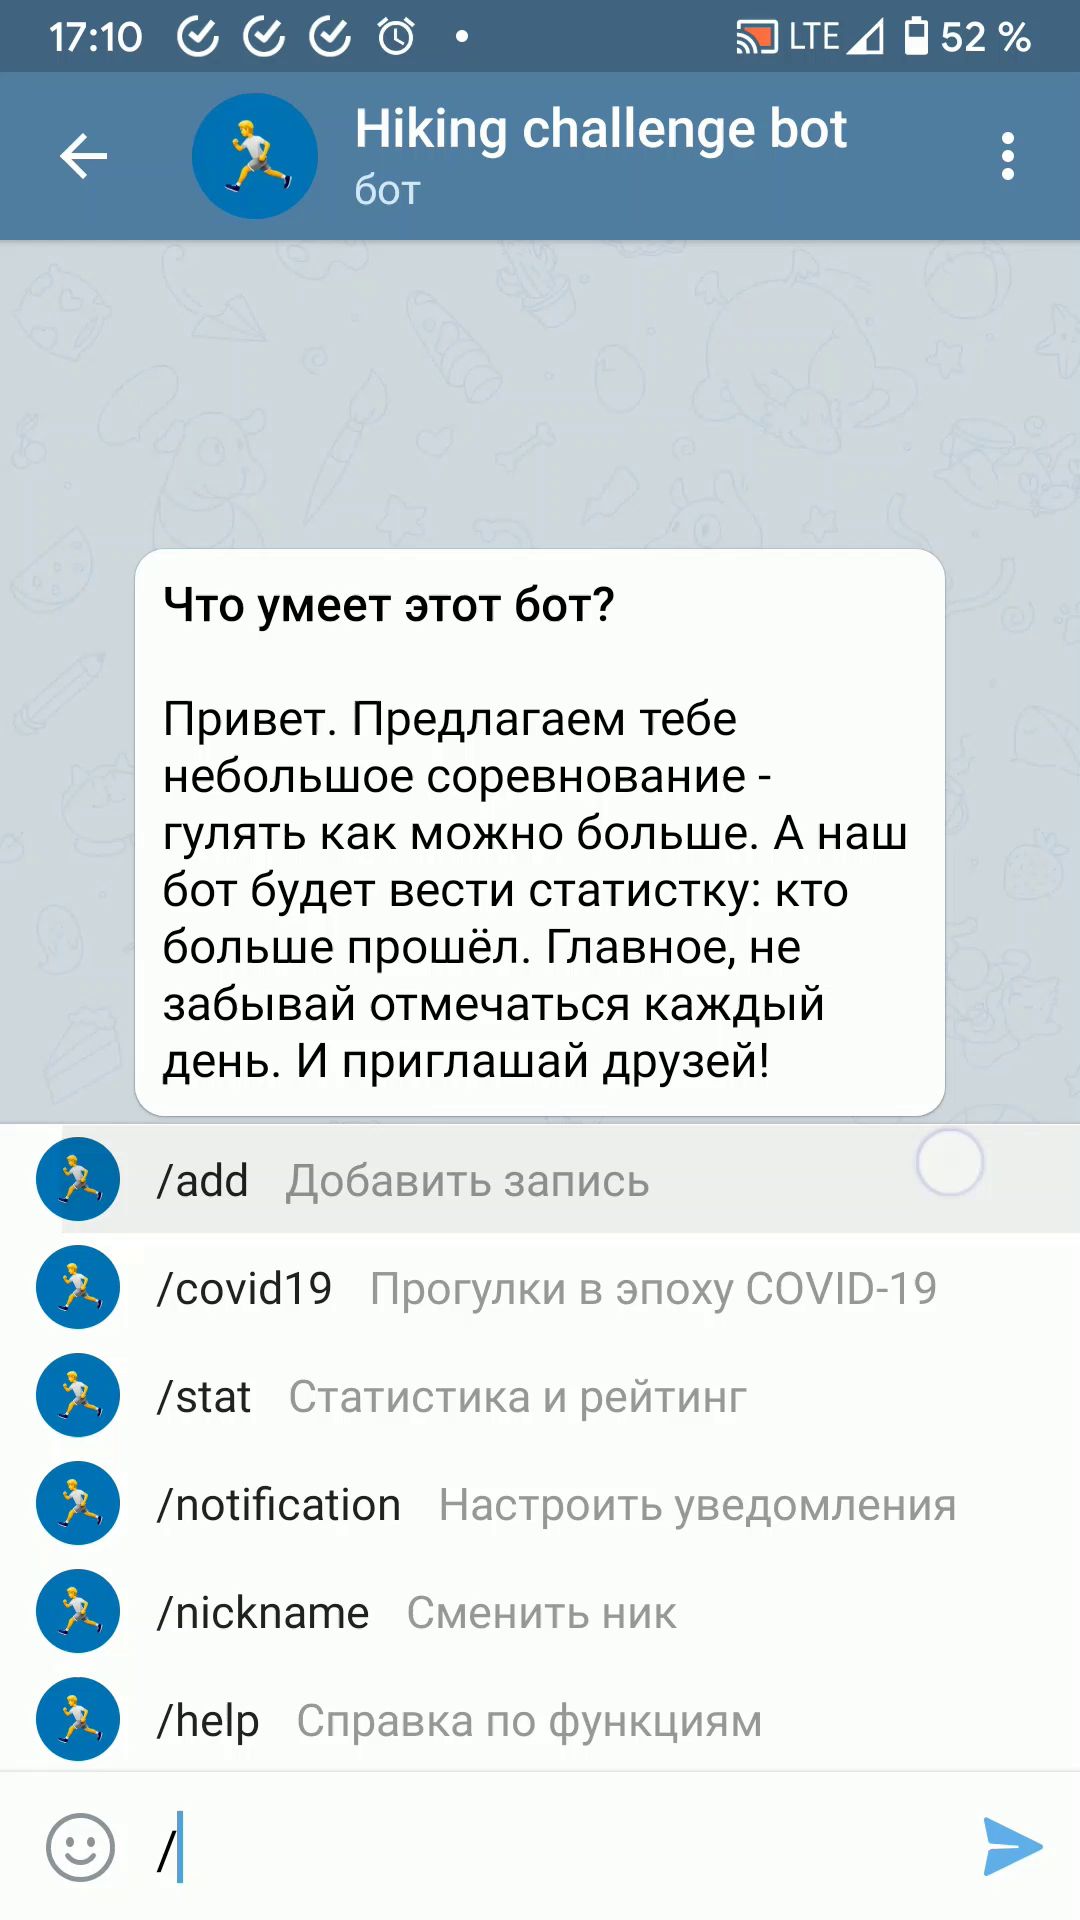 17:10 LTE 52 %
Hiking challenge bot
бот
Что умеет этот бот?
Привет. Предлагаем тебе
небольшое соревнование -
гулять как можно больше. А наш
бот будет вести статистку: кто
больше прошёл. Главное, не
забывай отмечаться каждый
день. И приглашай друзей!
/add Добавить запись
/covid19 Прогулки в эпоху COVID-19
/stat Статистика и рейтинг
/notification Настроить уведомления
/nickname Сменить ник
/help Справка по функциям
/